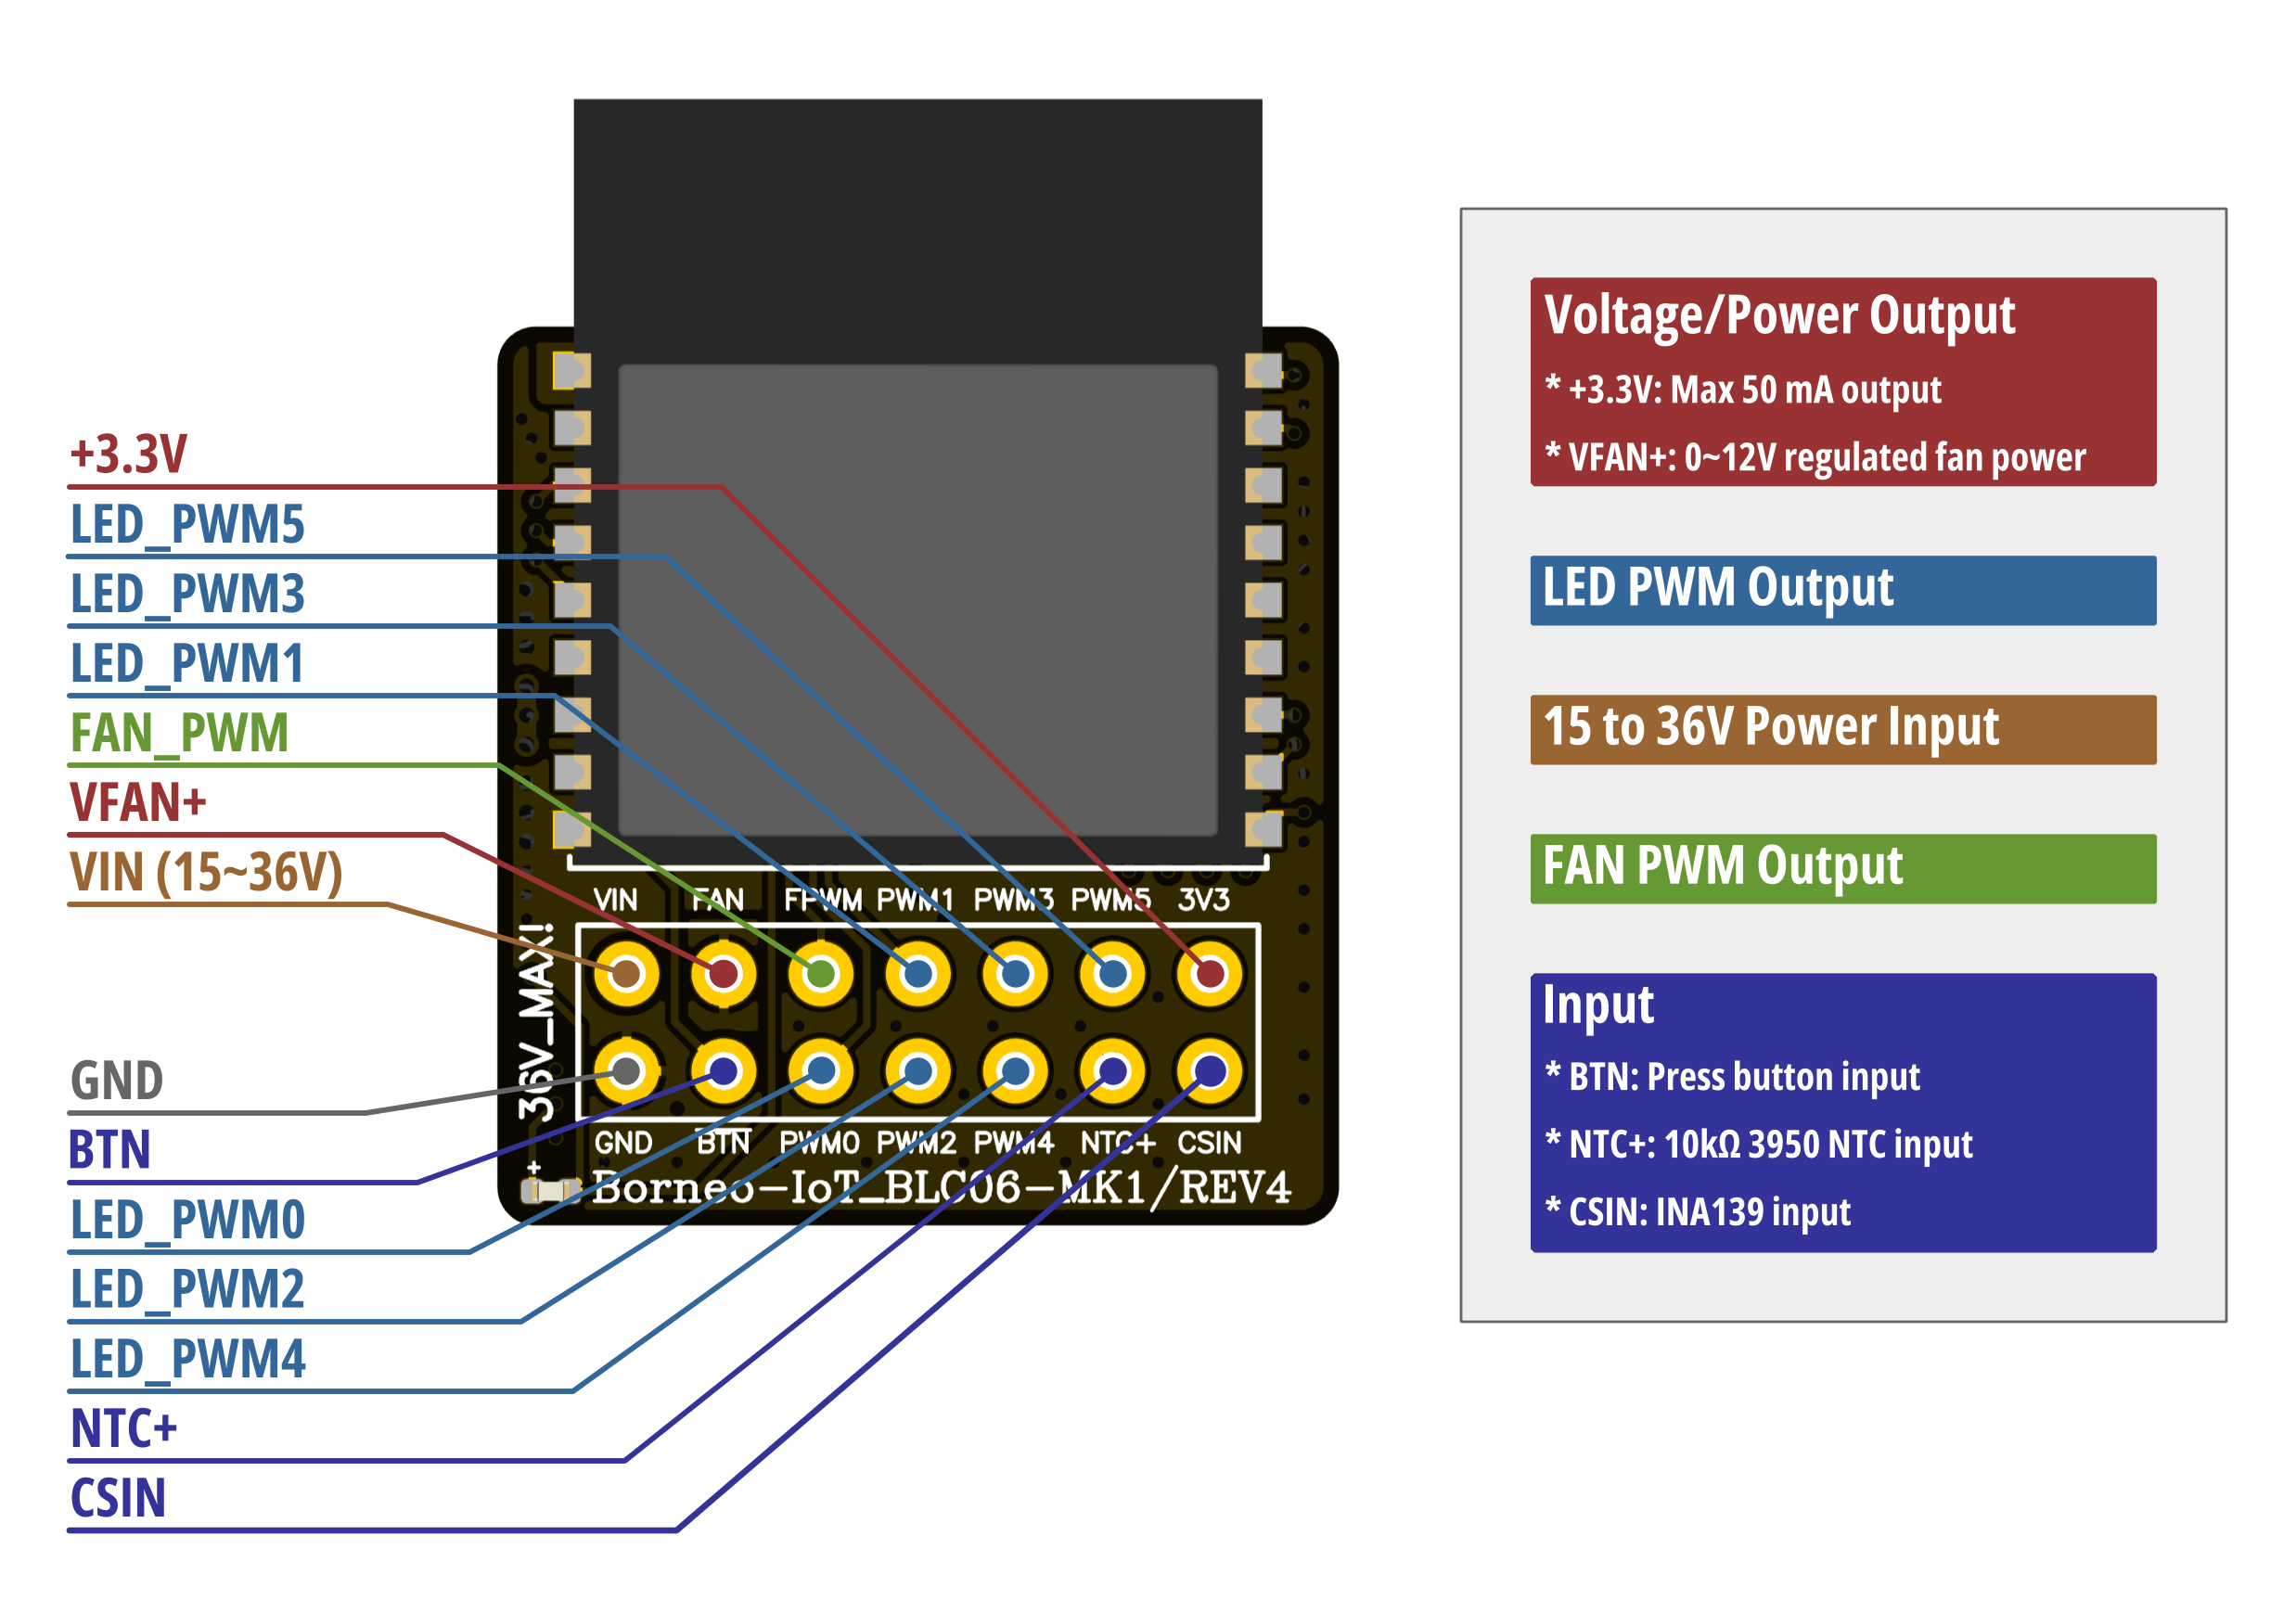 +3.3V
LED_PWM5
LED_PWM3
LED_PWM1
FAN_PWM
VFAN+
VIN (15~36V)
GND
BTN
LED_PWM0
LED_PWM2
LED_PWM4
NTC+
CSIN
VIN FAN FPWM PWM1 PWM3 PWM5 3V3
36V_MAX!
GND BTN PWM0 PWM2 PWM4 NTC+ CSIN
+
Borneo-IoT_BLC06-MK1/REV4
Voltage/Power Output
* +3.3V: Max 50 mA output
* VFAN+: 0~12V regulated fan power
LED PWM Output
15 to 36V Power Input
FAN PWM Output
Input
* BTN: Press button input
* NTC+: 10kΩ 3950 NTC input
* CSIN: INA139 input